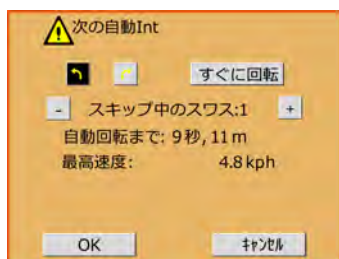 次の自動Int
すぐに回転
- スキップ中のスワス:1 +
自動回転まで: 9秒, 11 m
最高速度: 4.8 kph
OK ｷｬﾝｾﾙ